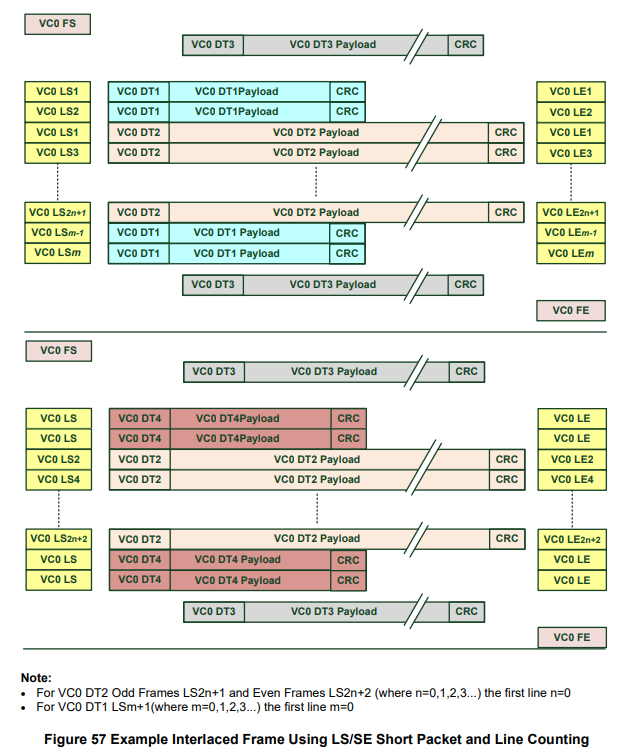 VC0 FS
VC0 DT3 VC0 DT3 Payload CRC
VC0 LS1 VC0 DT1 VC0 DT1Payload CRC VC0 LE1
VC0 LS2 VC0 DT1 VC0 DT1Payload CRC VC0 LE2
VC0 LS1 VC0 DT2 VC0 DT2 Payload CRC VC0 LE1
VC0 LS3 VC0 DT2 VC0 DT2 Payload CRC VC0 LE3
VC0 LS2n+1 VC0 DT2 VC0 DT2 Payload CRC VC0 LE2n+1
VC0 LSm-1 VC0 DT1 VC0 DT1 Payload CRC VC0 LEm-1
VC0 LSm VC0 DT1 VC0 DT1 Payload CRC VC0 LEm
VC0 DT3 VC0 DT3 Payload CRC
VC0 FE
VC0 FS
VC0 DT3 VC0 DT3 Payload CRC
VC0 LS VC0 DT4 VC0 DT4Payload CRC VC0 LE
VC0 LS VC0 DT4 VC0 DT4Payload CRC VC0 LE
VC0 LS2 VC0 DT2 VC0 DT2 Payload CRC VC0 LE2
VC0 LS4 VC0 DT2 VC0 DT2 Payload CRC VC0 LE4
VC0 LS2n+2 VC0 DT2 VC0 DT2 Payload CRC VC0 LE2n+2
VC0 LS VC0 DT4 VC0 DT4 Payload CRC VC0 LE
VC0 LS VC0 DT4 VC0 DT4 Payload CRC VC0 LE
VC0 DT3 VC0 DT3 Payload CRC
VC0 FE
Note:
• For VC0 DT2 Odd Frames LS2n+1 and Even Frames LS2n+2 (where n=0,1,2,3...) the first line n=0
• For VC0 DT1 LSm+1(where m=0,1,2,3...) the first line m=0
Figure 57 Example Interlaced Frame Using LS/SE Short Packet and Line Counting